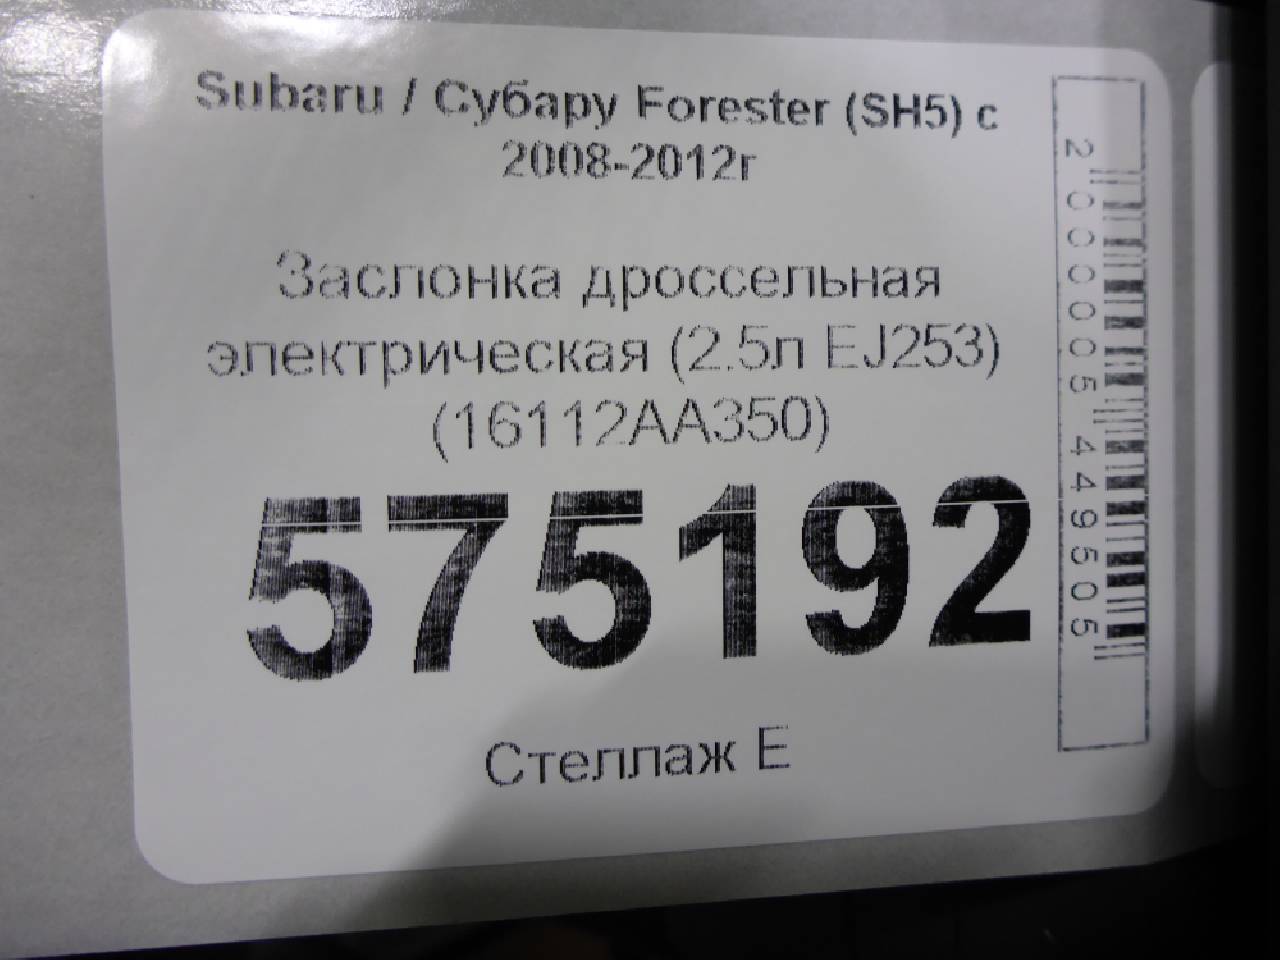 Subaru / Субару Forester (SH5) с
2008-2012г
Заслонка дроссельная
электрическая (2.5л EJ253)
(16112AA350)
575192
Стеллаж Е
2000005449505